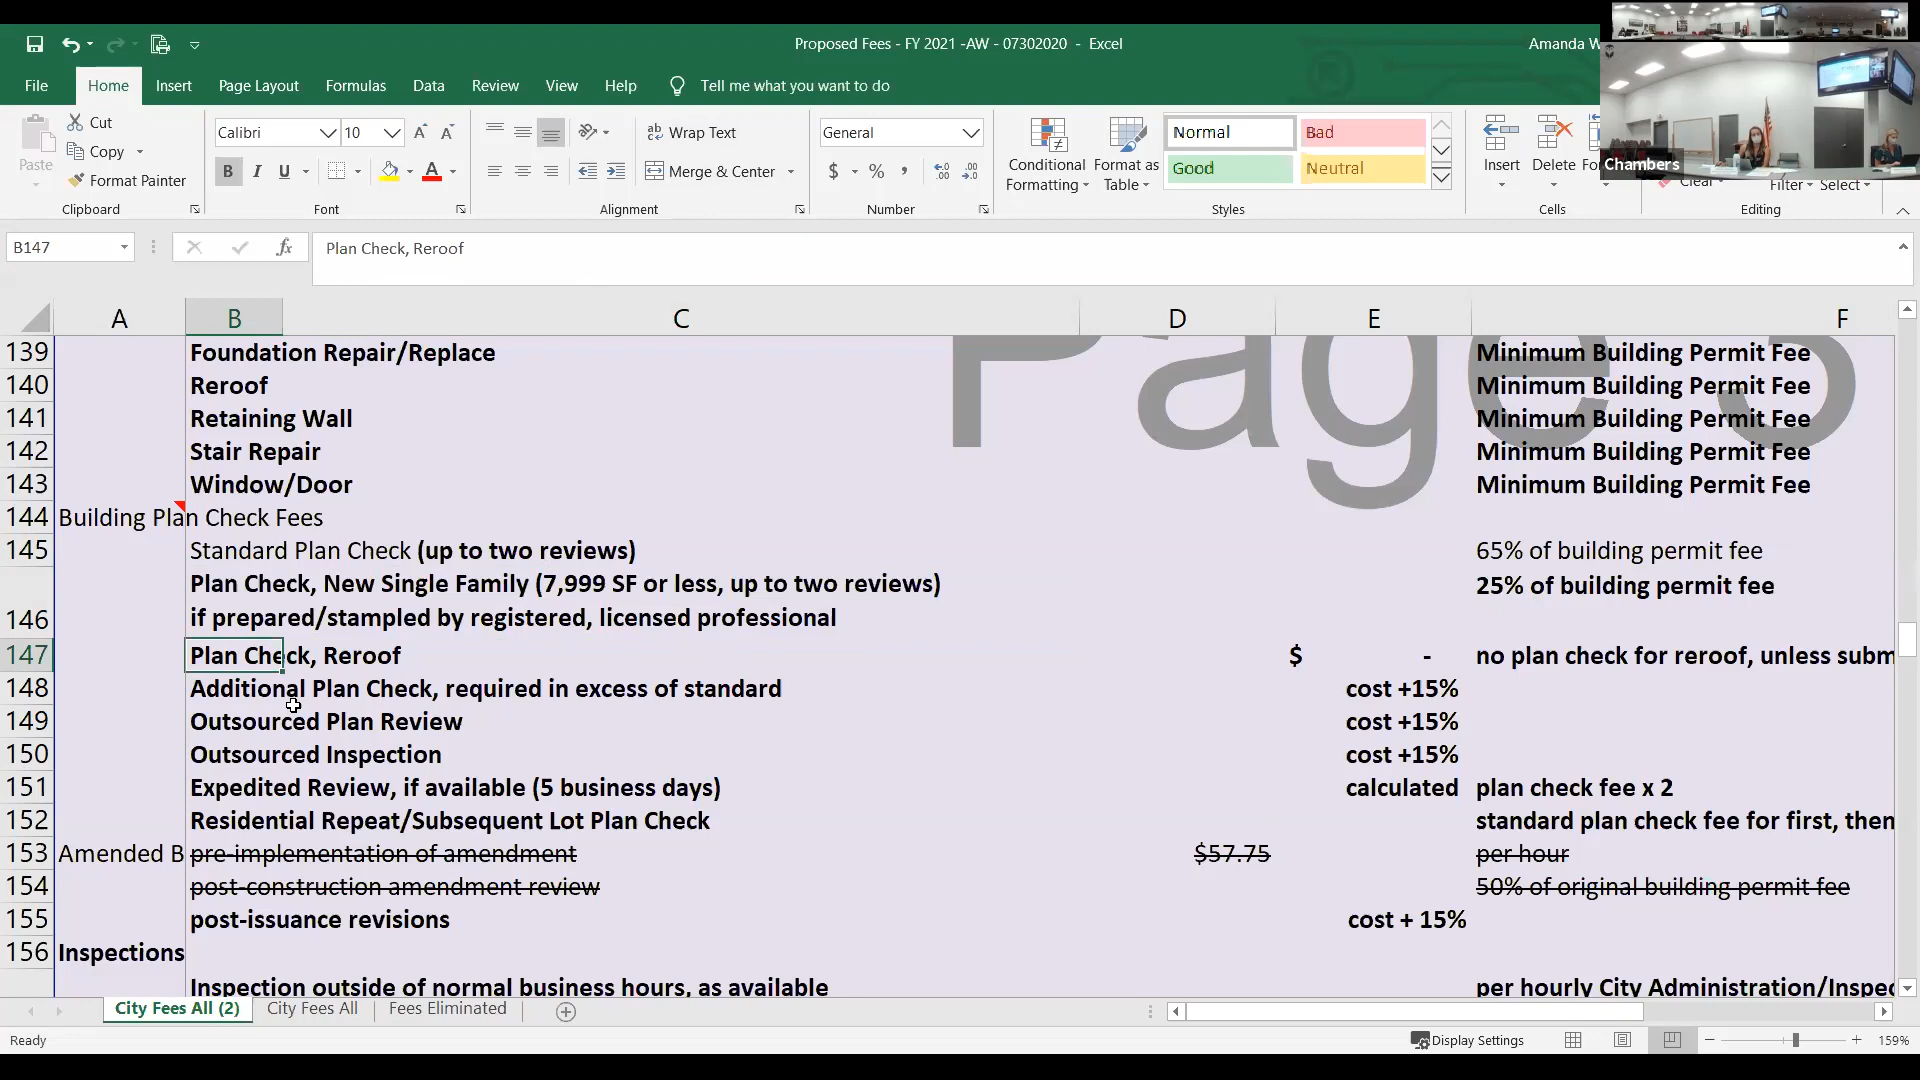 Proposed Fees - FY 2021 -AW - 07302020 - Excel
Amanda W
File Home Insert Page Layout Formulas Data Review View Help Tell me what you want to do
Chambers
Paste
Cut
Copy
Format Painter
Clipboard
Calibri 10
B I U
Font
Wrap Text
Merge & Center
Alignment
General
$ % ,
Number
Conditional Formatting
Format as Table
Normal Bad
Good Neutral
Styles
Insert Delete
Cells
Clear
Filter Select
Editing
B147
fx
Plan Check, Reroof
A B C D E F
Page
139 Foundation Repair/Replace Minimum Building Permit Fee
140 Reroof Minimum Building Permit Fee
141 Retaining Wall Minimum Building Permit Fee
142 Stair Repair Minimum Building Permit Fee
143 Window/Door Minimum Building Permit Fee
144 Building Plan Check Fees
145 Standard Plan Check (up to two reviews) 65% of building permit fee
Plan Check, New Single Family (7,999 SF or less, up to two reviews) 25% of building permit fee
146 if prepared/stampled by registered, licensed professional
147 Plan Check, Reroof $ - no plan check for reroof, unless subm
148 Additional Plan Check, required in excess of standard cost +15%
149 Outsourced Plan Review cost +15%
150 Outsourced Inspection cost +15%
151 Expedited Review, if available (5 business days) calculated plan check fee x 2
152 Residential Repeat/Subsequent Lot Plan Check standard plan check fee for first, then
153 Amended B pre-implementation of amendment $57.75 per hour
154 post-construction amendment review 50% of original building permit fee
155 post-issuance revisions cost + 15%
156 Inspections
Inspection outside of normal business hours, as available per hourly City Administration/Inspec
City Fees All (2) City Fees All Fees Eliminated
Ready
Display Settings
159%